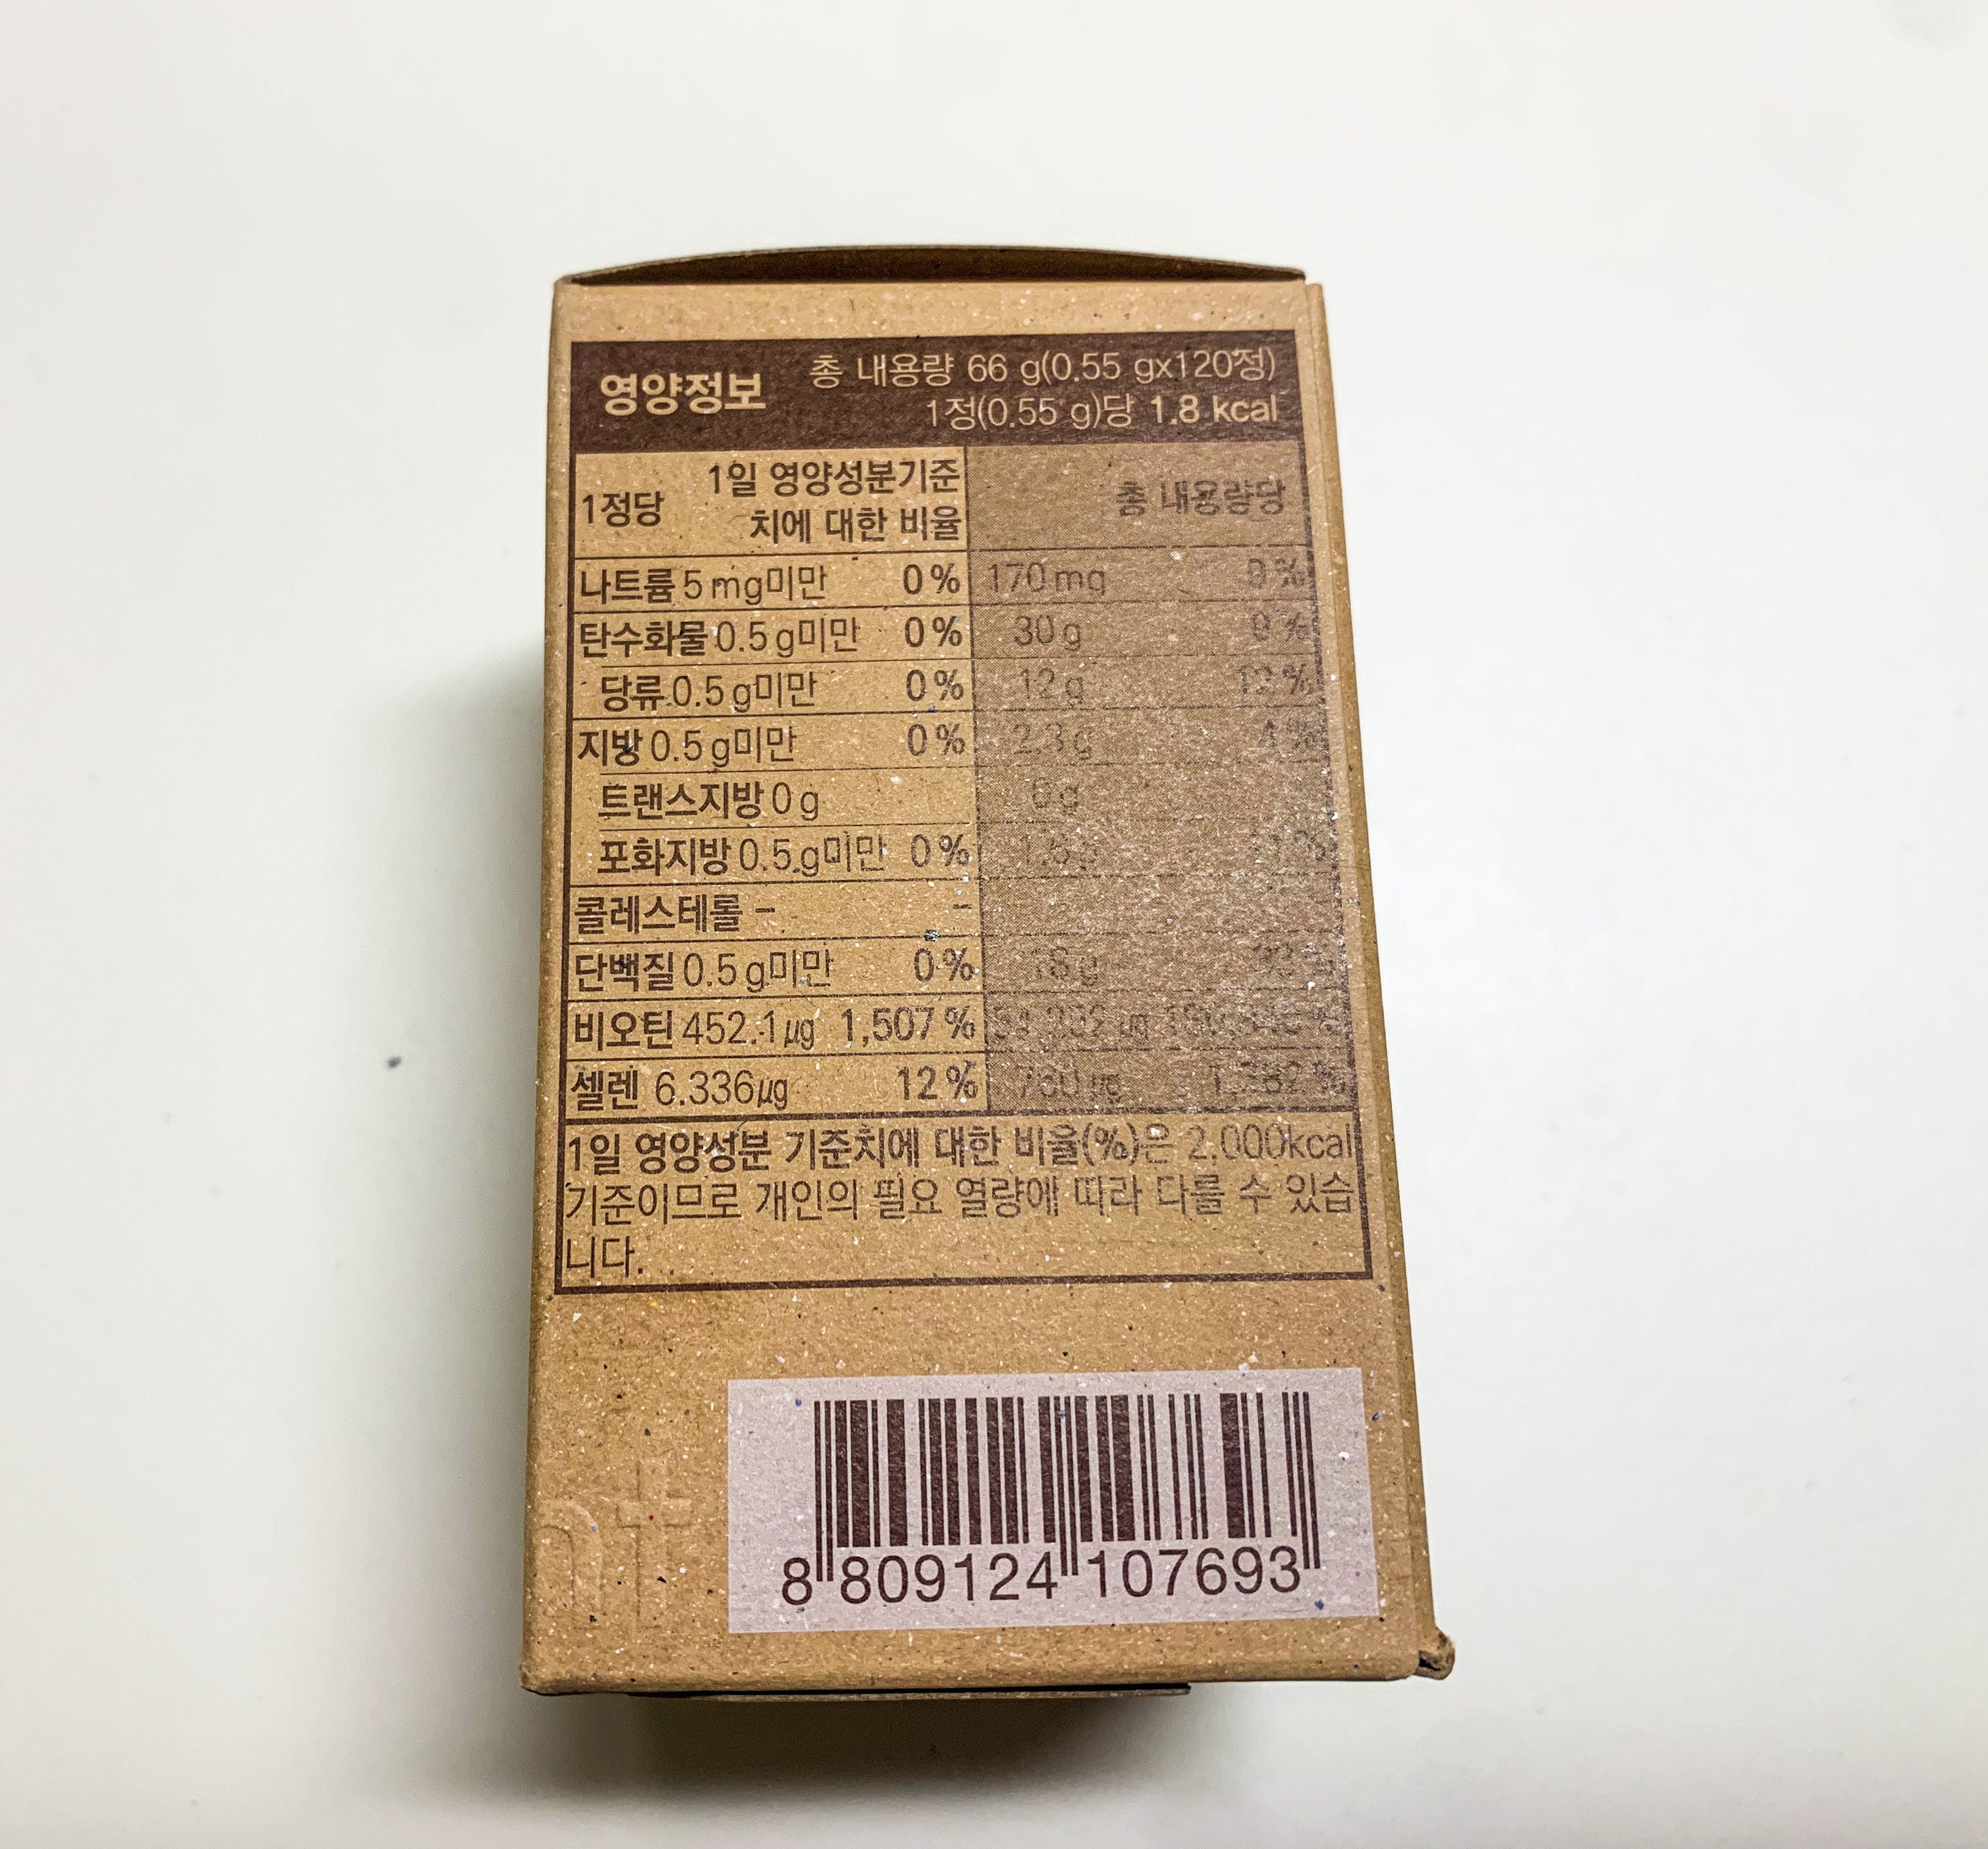 영양정보
총 내용량 66 g(0.55 gx120정)
1정(0.55 g)당 1.8 kcal
1정당 1일 영양성분기준
치에 대한 비율
총 내용량당
나트륨 5 mg미만 0 % 170 mg
탄수화물 0.5 g미만 0 % 30 g
당류 0.5 g미만 0 % 12 g 12 %
지방 0.5 g미만 0 % 2.3 g 4 %
트랜스지방 0 g 0 g
포화지방 0.5 g미만 0 %
콜레스테롤 - -
단백질 0.5 g미만 0 % 18 g
비오틴 452.1 μg 1,507 %
셀렌 6.336μg 12 % 760 μg
1일 영양성분 기준치에 대한 비율(%)은 2,000kcal
기준이므로 개인의 필요 열량에 따라 다를 수 있습
니다.
8 809124 107693